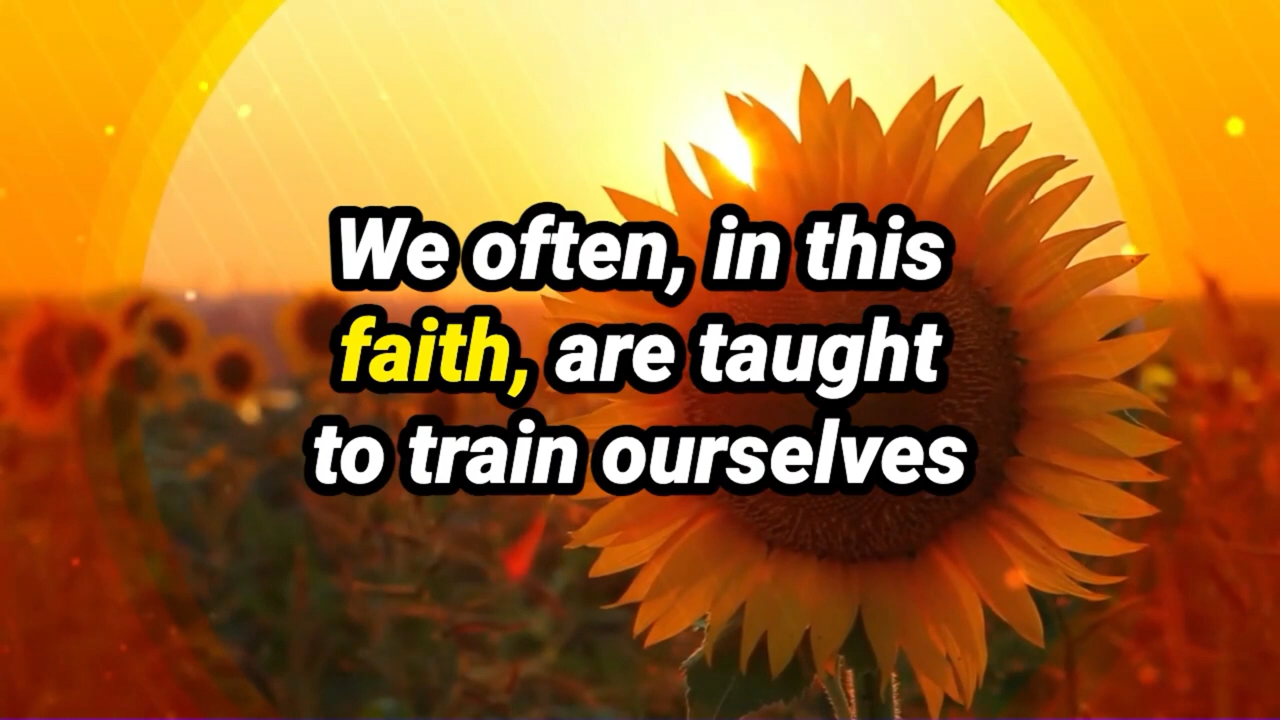 We often, in this
faith, are taught
to train ourselves